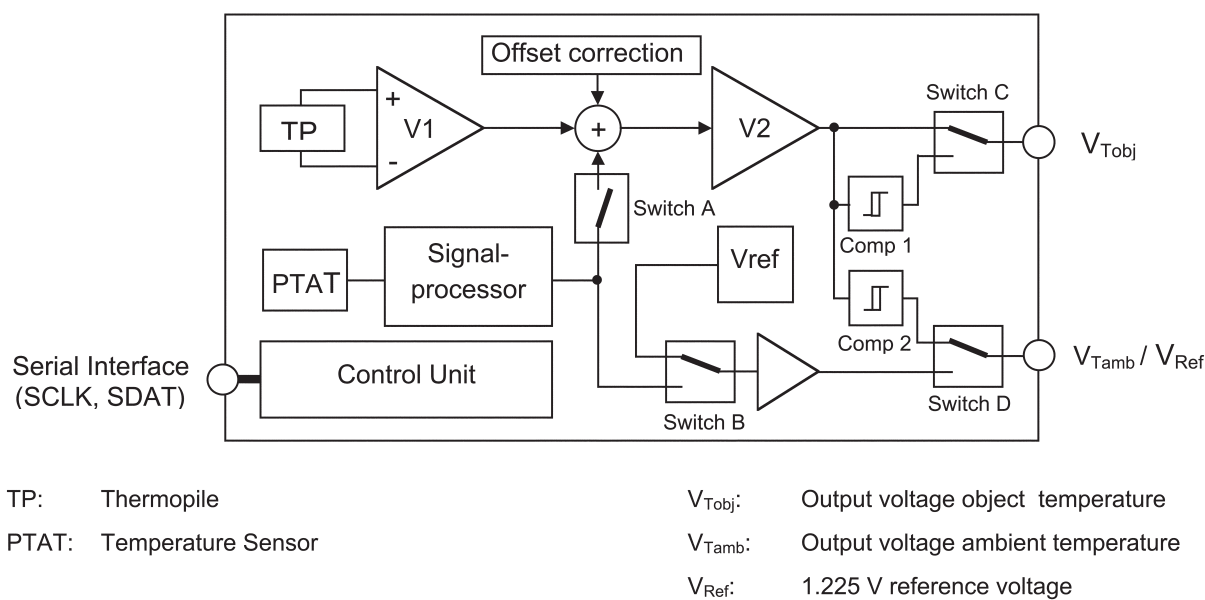 Offset correction
Switch C
TP
+
-
V1
+
V2
VTobj
Switch A
Comp 1
PTAT
Signal-
processor
Vref
Serial Interface
(SCLK, SDAT)
Control Unit
Comp 2
VTamb / VRef
Switch B
Switch D
TP: Thermopile
PTAT: Temperature Sensor
VTobj: Output voltage object temperature
VTamb: Output voltage ambient temperature
VRef: 1.225 V reference voltage